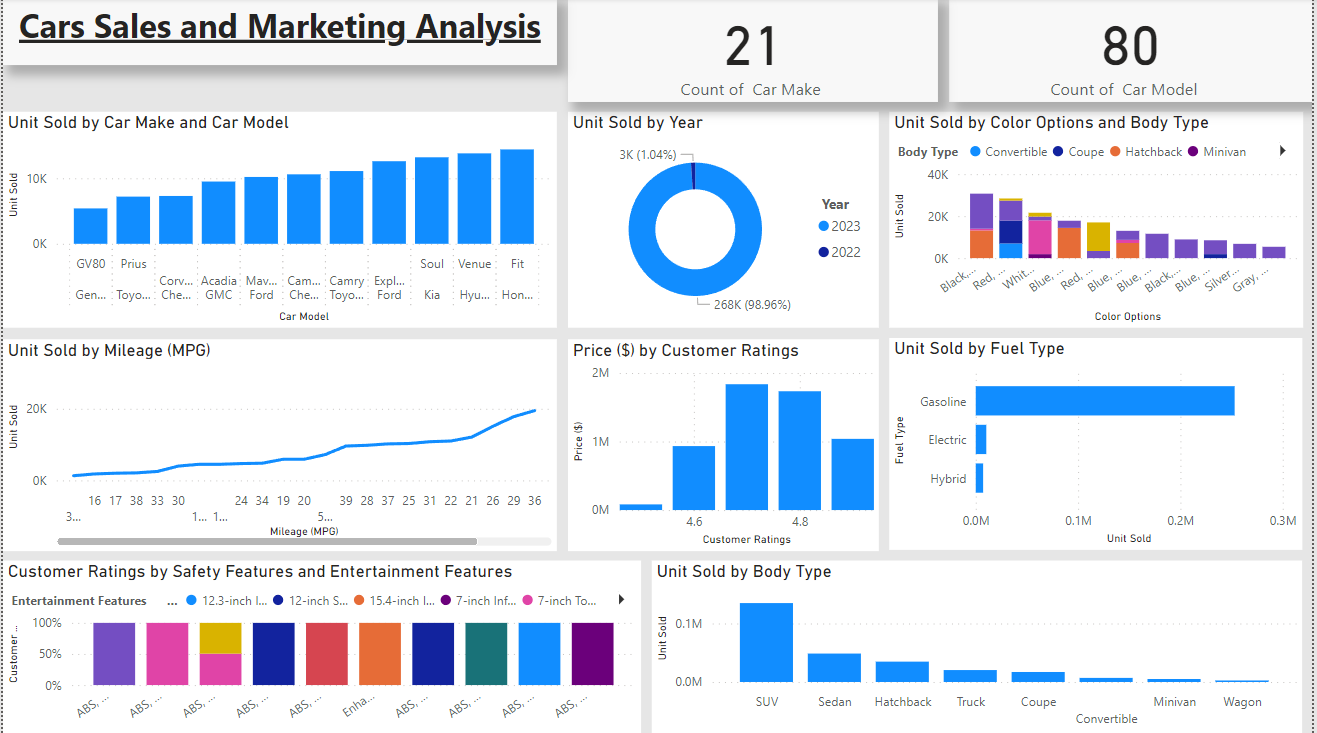 Cars Sales and Marketing Analysis
21
Count of Car Make
80
Count of Car Model
Unit Sold by Car Make and Car Model
Unit Sold
10K
0K
GV80 Prius Corv... Acadia Mav... Cam... Camry Expl... Soul Venue Fit
Gen... Toyo... Che... GMC Ford Che... Toyo... Ford Kia Hyu... Hon...
Car Model
Unit Sold by Year
3K (1.04%)
268K (98.96%)
Year
2023
2022
Unit Sold by Color Options and Body Type
Body Type Convertible Coupe Hatchback Minivan
Unit Sold
40K
20K
0K
Black,... Red, ... Whit... Blue, ... Red, ... Blue, ... Blue, ... Black,... Blue, ... Silver... Gray,...
Color Options
Unit Sold by Mileage (MPG)
Unit Sold
20K
0K
3... 16 17 38 33 30 1... 1... 24 34 19 20 5... 39 28 37 25 31 22 21 26 29 36
Mileage (MPG)
Price ($) by Customer Ratings
Price ($)
2M
1M
0M
4.6 4.8
Customer Ratings
Unit Sold by Fuel Type
Fuel Type
Gasoline
Electric
Hybrid
0.0M 0.1M 0.2M 0.3M
Unit Sold
Customer Ratings by Safety Features and Entertainment Features
Entertainment Features ... 12.3-inch I... 12-inch S... 15.4-inch I... 7-inch Inf... 7-inch To...
Customer ...
100%
50%
0%
ABS, ... ABS, ... ABS, ... ABS, ... ABS, ... Enha... ABS, ... ABS, ... ABS, ... ABS, ...
Unit Sold by Body Type
Unit Sold
0.1M
0.0M
SUV Sedan Hatchback Truck Coupe Convertible Minivan Wagon